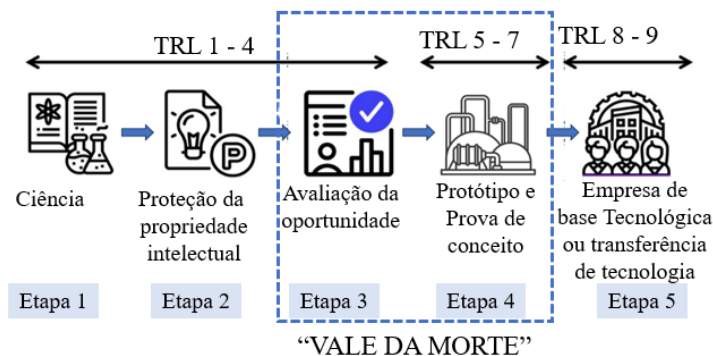 TRL 1 - 4
TRL 5 - 7
TRL 8 - 9
P
Ciência
Proteção da
propriedade
intelectual
Avaliação da
oportunidade
Protótipo e
Prova de
conceito
Empresa de
base Tecnológica
ou transferência
de tecnologia
Etapa 1
Etapa 2
Etapa 3
Etapa 4
Etapa 5
“VALE DA MORTE”